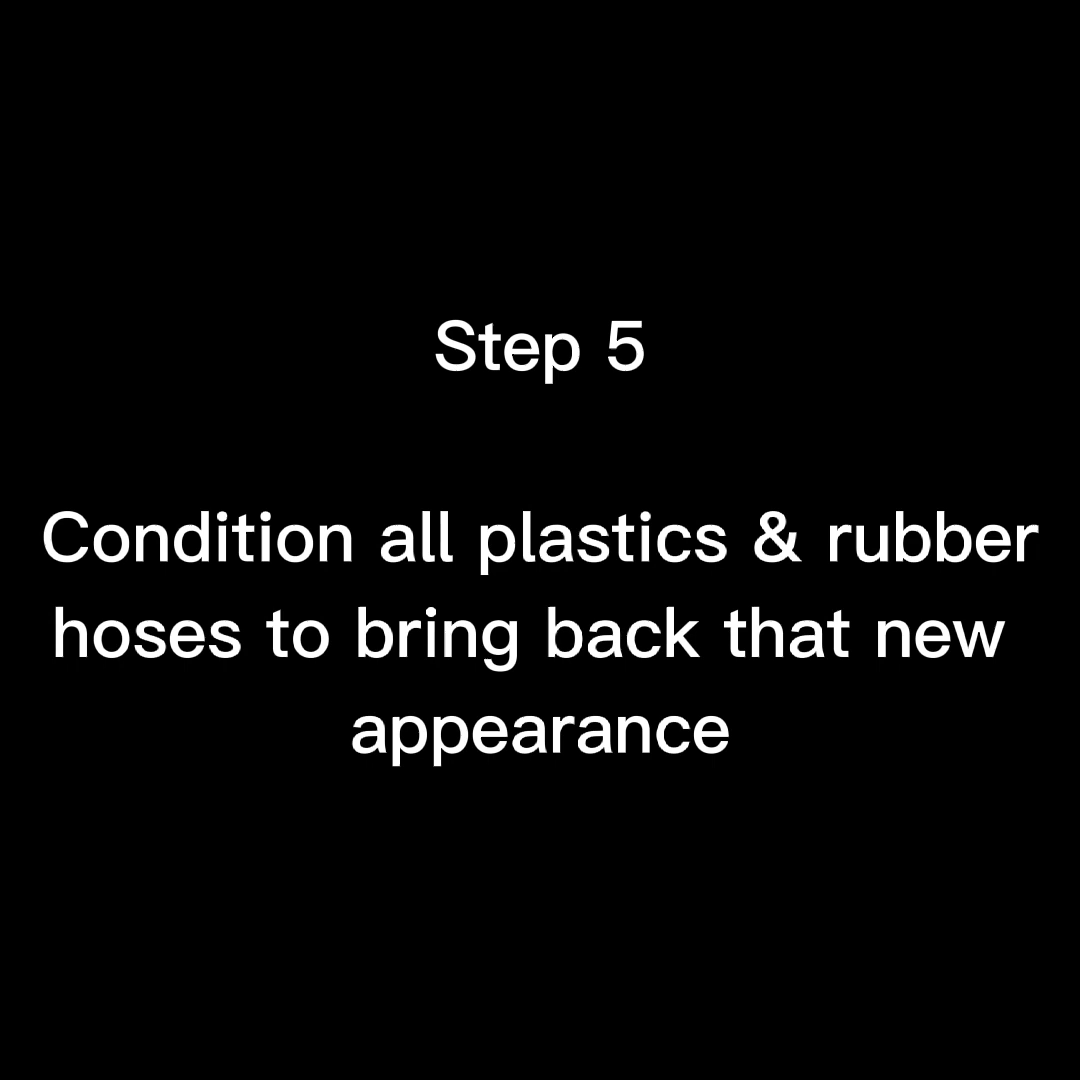 Step 5
Condition all plastics & rubber
hoses to bring back that new
appearance